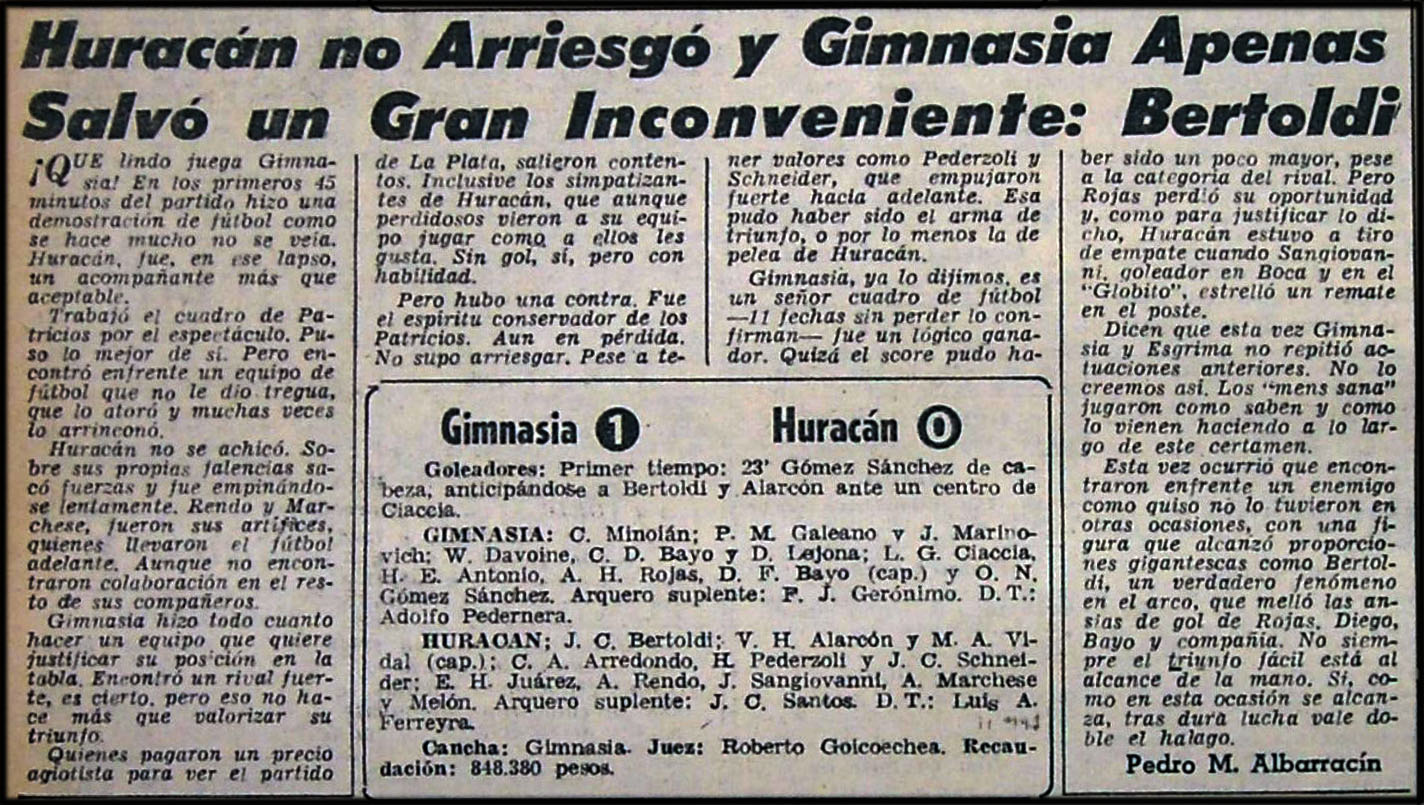 Huracán no Arriesgó y Gimnasia Apenas
Salvó un Gran Inconveniente: Bertoldi
¡QUE lindo juega Gimna-
sia! En los primeros 45
minutos del partido hizo una
demostración de fútbol como
se hace mucho no se veía.
Huracán, fue, en ese lapso,
un acompañante más que
aceptable.
Trabajó el cuadro de Pa-
tricios por el espectáculo. Pu-
so lo mejor de sí. Pero en-
contró enfrente un equipo de
fútbol que no le dio tregua,
que lo atoró y muchas veces
lo arrinconó.
Huracán no se achicó. So-
bre sus propias falencias sa-
có fuerzas y fue empinándo-
se lentamente. Rendo y Mar-
chese, fueron sus artífices,
quienes llevaron el fútbol
adelante. Aunque no encon-
traron colaboración en el res-
to de sus compañeros.
Gimnasia hizo todo cuanto
hacer un equipo que quiere
justificar su posición en la
tabla. Encontró un rival fuer-
te, es cierto, pero eso no ha-
ce más que valorizar su
triunfo.
Quienes pagaron un precio
agiotista para ver el partido
de La Plata, salieron conten-
tos. Inclusive los simpatizan-
tes de Huracán, que aunque
perdidosos vieron a su equi-
po jugar como a ellos les
gusta. Sin gol, sí, pero con
habilidad.
Pero hubo una contra. Fue
el espíritu conservador de los
Patricios. Aun en pérdida.
No supo arriesgar. Pese a te-
ner valores como Pederzoli y
Schneider, que empujaron
fuerte hacia adelante. Esa
pudo haber sido el arma de
triunfo, o por lo menos la de
pelea de Huracán.
Gimnasia, ya lo dijimos, es
un señor cuadro de fútbol
—11 fechas sin perder lo con-
firman— fue un lógico gana-
dor. Quizá el score pudo ha-
ber sido un poco mayor, pese
a la categoría del rival. Pero
Rojas perdió su oportunidad
y, como para justificar lo di-
cho, Huracán estuvo a tiro
de empate cuando Sangiovan-
ni, goleador en Boca y en el
"Globito", estrelló un remate
en el poste.
Dicen que esta vez Gimna-
sia y Esgrima no repitió ac-
tuaciones anteriores. No lo
creemos así. Los "mens sana"
jugaron como saben y como
lo vienen haciendo a lo lar-
go de este certamen.
Esta vez ocurrió que encon-
traron enfrente un enemigo
como quiso no lo tuvieron en
otras ocasiones, con una fi-
gura que alcanzó proporcio-
nes gigantescas como Bertol-
di, un verdadero fenómeno
en el arco, que melló las an-
sias de gol de Rojas, Diego,
Bayo y compañía. No siem-
pre el triunfo fácil está al
alcance de la mano. Si, co-
mo en esta ocasión se alcan-
za, tras dura lucha vale do-
ble el halago.
Pedro M. Albarracín
Gimnasia 1 Huracán 0
Goleadores: Primer tiempo: 23' Gómez Sánchez de ca-
beza, anticipándose a Bertoldi y Alarcón ante un centro de
Ciaccia.
GIMNASIA: C. Minoián; P. M. Galeano y J. Marino-
vich; W. Davoine, C. D. Bayo y D. Lejona; L. G. Ciaccia,
H. E. Antonio, A. H. Rojas, D. F. Bayo (cap.) y O. N.
Gómez Sánchez. Arquero suplente: F. J. Gerónimo. D. T.:
Adolfo Pedernera.
HURACAN; J. C. Bertoldi; V. H. Alarcón y M. A. Vi-
dal (cap.); C. A. Arredondo, H. Pederzoli y J. C. Schnei-
der; E. H. Juárez, A. Rendo, J. Sangiovanni, A. Marchese
y Melón. Arquero suplente: J. C. Santos. D. T.: Luis A.
Ferreyra.
Cancha: Gimnasia. Juez: Roberto Goicoechea. Recau-
dación: 848.380 pesos.